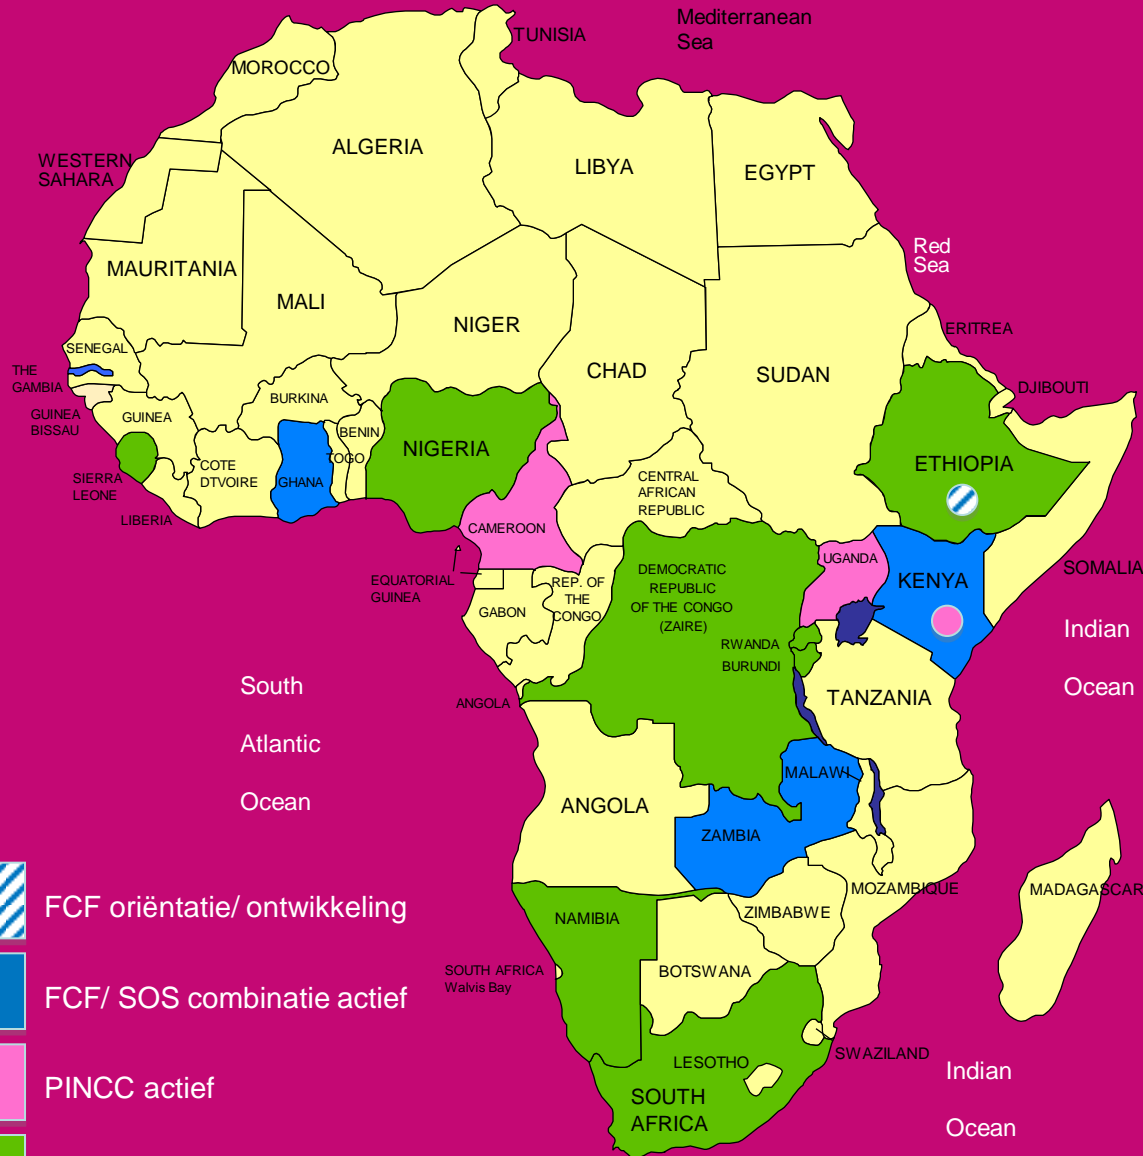 Mediterranean
Sea
TUNISIA
MOROCCO
ALGERIA
LIBYA
EGYPT
WESTERN
SAHARA
Red
Sea
MAURITANIA
MALI
NIGER
ERITREA
SENEGAL
CHAD
SUDAN
THE
GAMBIA
DJIBOUTI
BURKINA
GUINEA
BISSAU
GUINEA
BENIN
NIGERIA
TOGO
ETHIOPIA
COTE
DTVOIRE
GHANA
SIERRA
LEONE
CENTRAL
AFRICAN
REPUBLIC
LIBERIA
CAMEROON
UGANDA
SOMALIA
EQUATORIAL
GUINEA
REP. OF
THE
CONGO
DEMOCRATIC
REPUBLIC
OF THE CONGO
(ZAIRE)
KENYA
GABON
Indian
Ocean
RWANDA
BURUNDI
South
Atlantic
Ocean
ANGOLA
TANZANIA
MALAWI
ANGOLA
ZAMBIA
MOZAMBIQUE
MADAGASCAR
NAMIBIA
ZIMBABWE
SOUTH AFRICA
Walvis Bay
BOTSWANA
SWAZILAND
LESOTHO
SOUTH
AFRICA
Indian
Ocean
FCF oriëntatie/ ontwikkeling
FCF/ SOS combinatie actief
PINCC actief